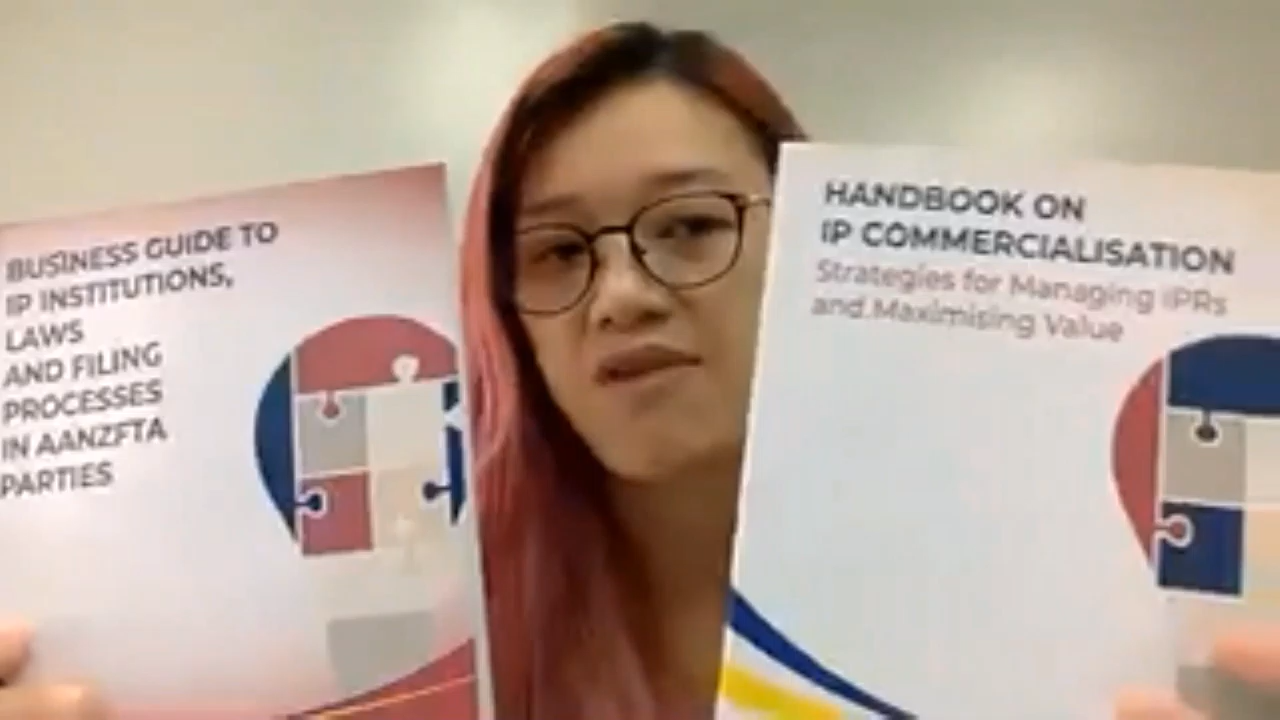 BUSINESS GUIDE TO
IP INSTITUTIONS,
LAWS
AND FILING
PROCESSES
IN AANZFTA
PARTIES
HANDBOOK ON
IP COMMERCIALISATION
Strategies for Managing IPRs
and Maximising Value